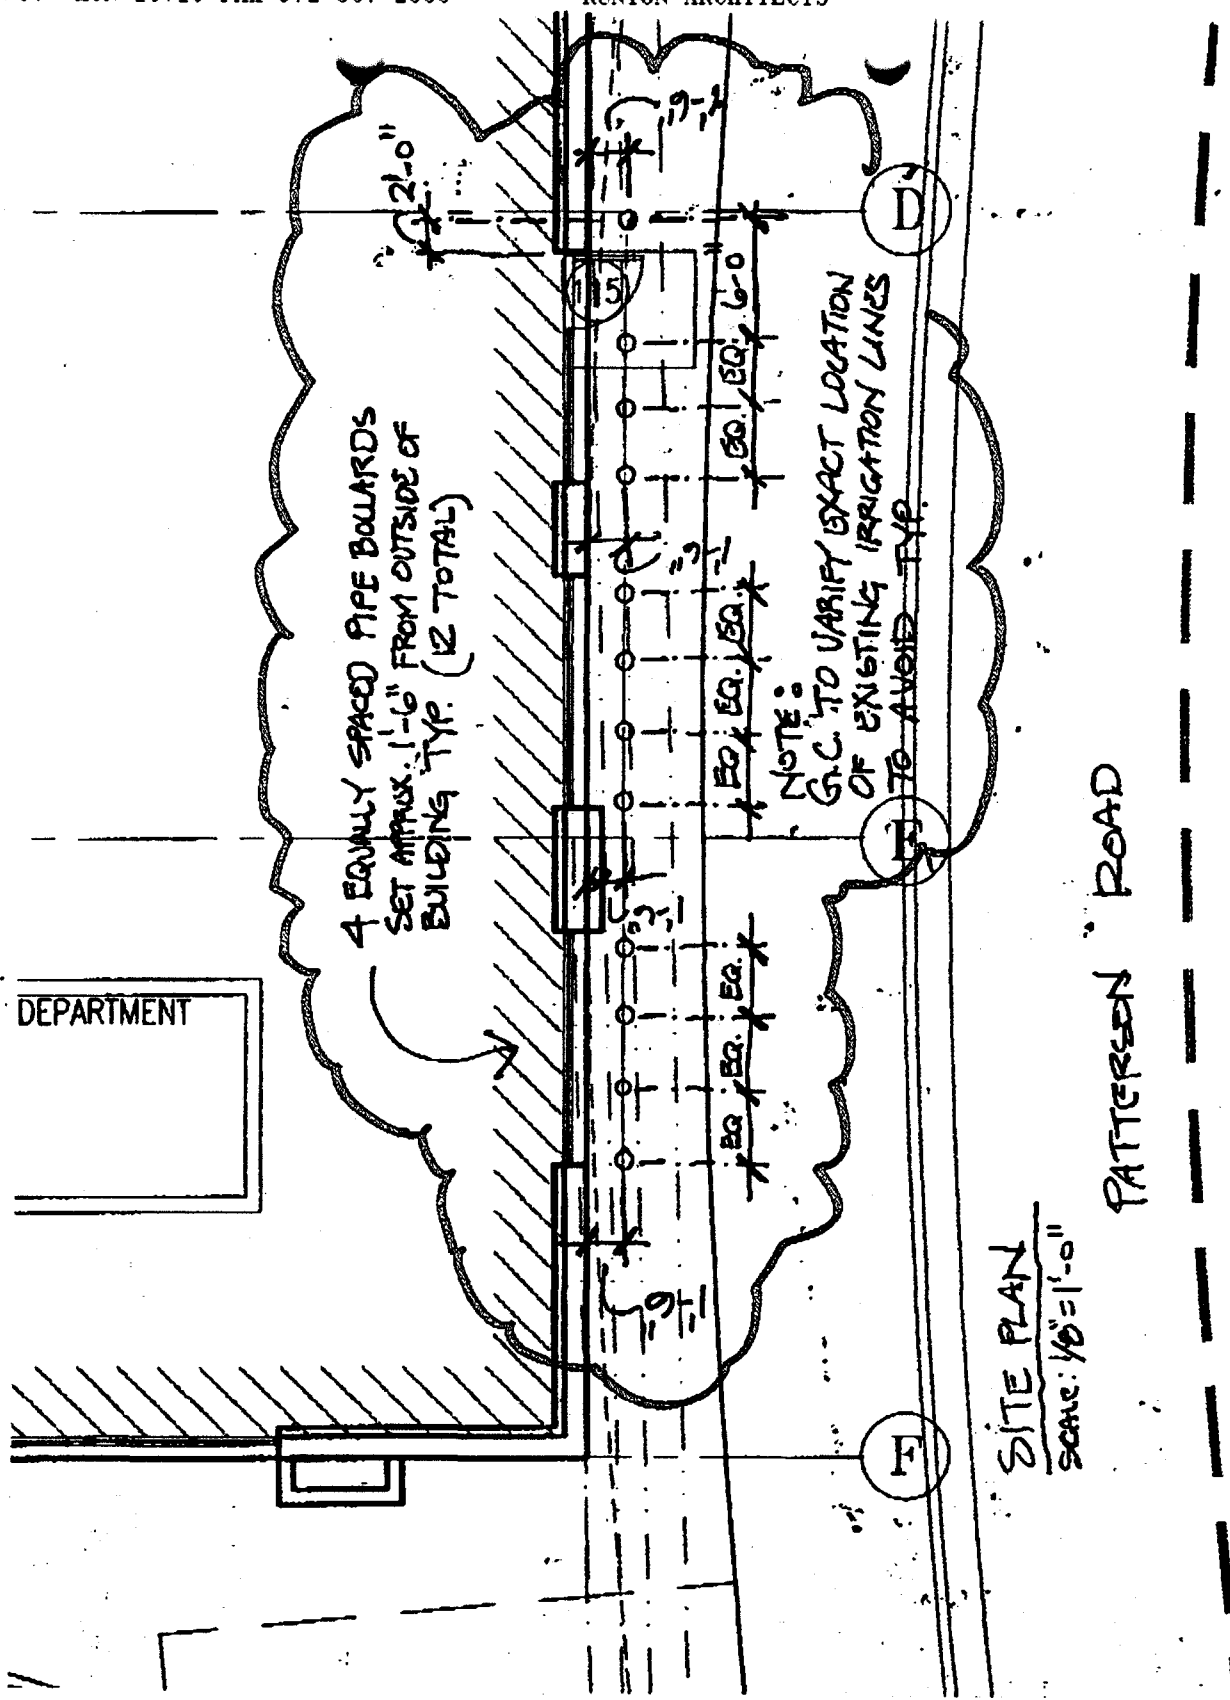 RUNTON ARCHITECTS
2'-0"
1'-6"
D
4 EQUALLY SPACED PIPE BOLLARDS
SET APPROX. 1'-6" FROM OUTSIDE OF
BUILDING TYP. (12 TOTAL)
EQ. EQ. 6-0"
1'-6"
EQ EQ. EQ.
NOTE:
G.C. TO VARIFY EXACT LOCATION
OF EXISTING IRRIGATION LINES
TO AVOID TYP.
E
1'-6"
EQ EQ. EQ.
1'-6"
DEPARTMENT
F
PATTERSON ROAD
SITE PLAN
SCALE: 1/8"=1'-0"